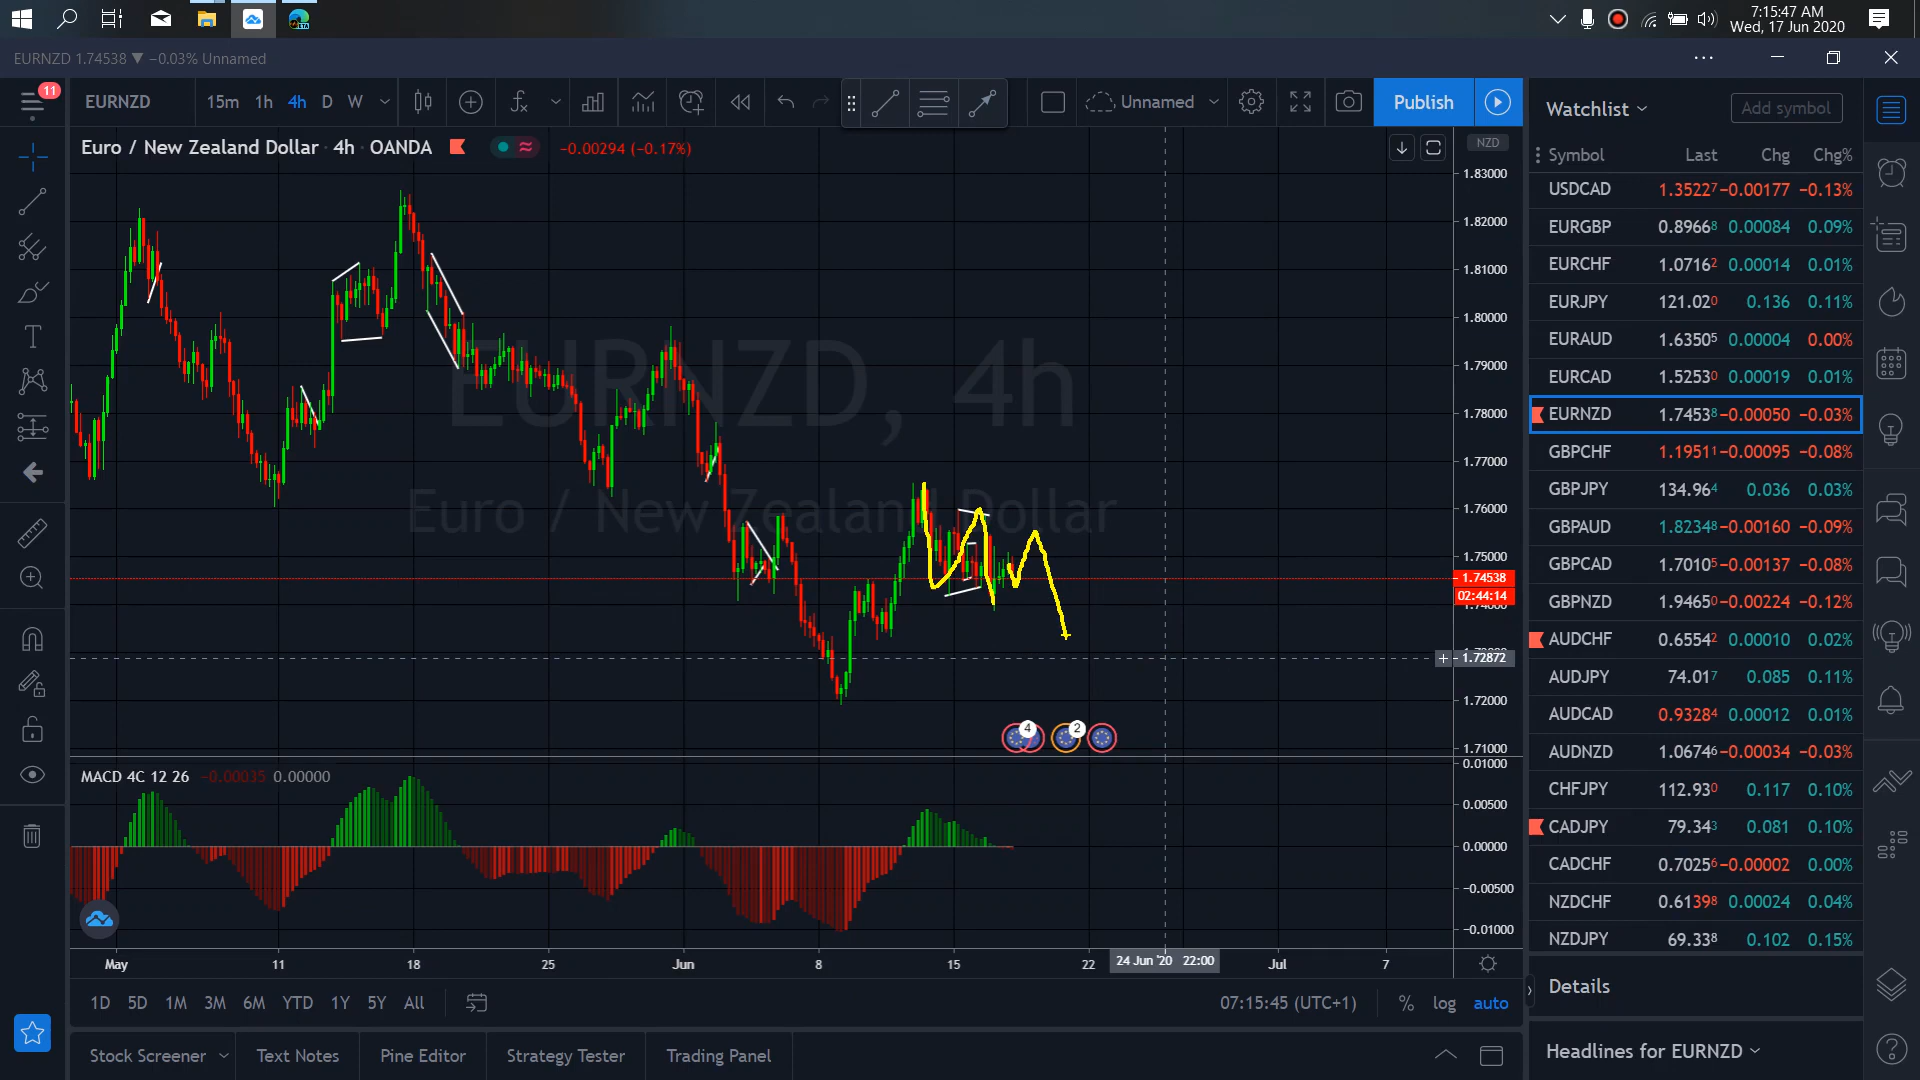 7:15:47 AM
Wed, 17 Jun 2020
EURNZD 1.74538 ▼ −0.03% Unnamed
11
EURNZD 15m 1h 4h D W
Unnamed
Publish
Euro / New Zealand Dollar · 4h · OANDA −0.00294 (−0.17%)
NZD
EURNZD, 4h
Euro / New Zealand Dollar
1.83000
1.82000
1.81000
1.80000
1.79000
1.78000
1.77000
1.76000
1.75000
1.74538
02:44:14
1.74000
1.72872
1.72000
1.71000
4
2
MACD 4C 12 26 −0.00035 0.00000
0.01000
0.00500
0.00000
−0.00500
−0.01000
May 11 18 25 Jun 8 15 22 24 Jun '20 22:00 Jul 7
1D 5D 1M 3M 6M YTD 1Y 5Y All
07:15:45 (UTC+1) % log auto
Stock Screener Text Notes Pine Editor Strategy Tester Trading Panel
Watchlist
Add symbol
Symbol Last Chg Chg%
USDCAD 1.35227 −0.00177 −0.13%
EURGBP 0.89668 0.00084 0.09%
EURCHF 1.07162 0.00014 0.01%
EURJPY 121.020 0.136 0.11%
EURAUD 1.63505 0.00004 0.00%
EURCAD 1.52530 0.00019 0.01%
EURNZD 1.74538 −0.00050 −0.03%
GBPCHF 1.19511 −0.00095 −0.08%
GBPJPY 134.964 0.036 0.03%
GBPAUD 1.82348 −0.00160 −0.09%
GBPCAD 1.70105 −0.00137 −0.08%
GBPNZD 1.94650 −0.00224 −0.12%
AUDCHF 0.65542 0.00010 0.02%
AUDJPY 74.017 0.085 0.11%
AUDCAD 0.93284 0.00012 0.01%
AUDNZD 1.06746 −0.00034 −0.03%
CHFJPY 112.930 0.117 0.10%
CADJPY 79.343 0.081 0.10%
CADCHF 0.70256 −0.00002 0.00%
NZDCHF 0.61398 0.00024 0.04%
NZDJPY 69.338 0.102 0.15%
Details
Headlines for EURNZD